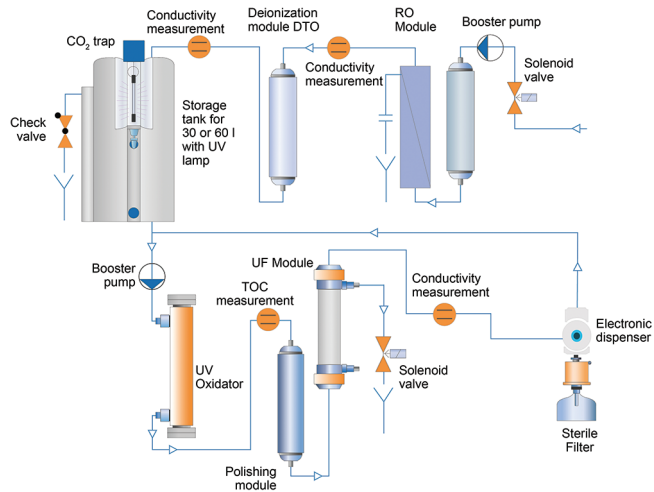 Conductivity
measurement
Deionization
module DTO
RO
Module
Booster pump
CO2 trap
Conductivity
measurement
Solenoid
valve
Check
valve
Storage
tank for
30 or 60 l
with UV
lamp
Booster
pump
UF Module
TOC
measurement
Conductivity
measurement
Electronic
dispenser
UV
Oxidator
Solenoid
valve
Sterile
Filter
Polishing
module